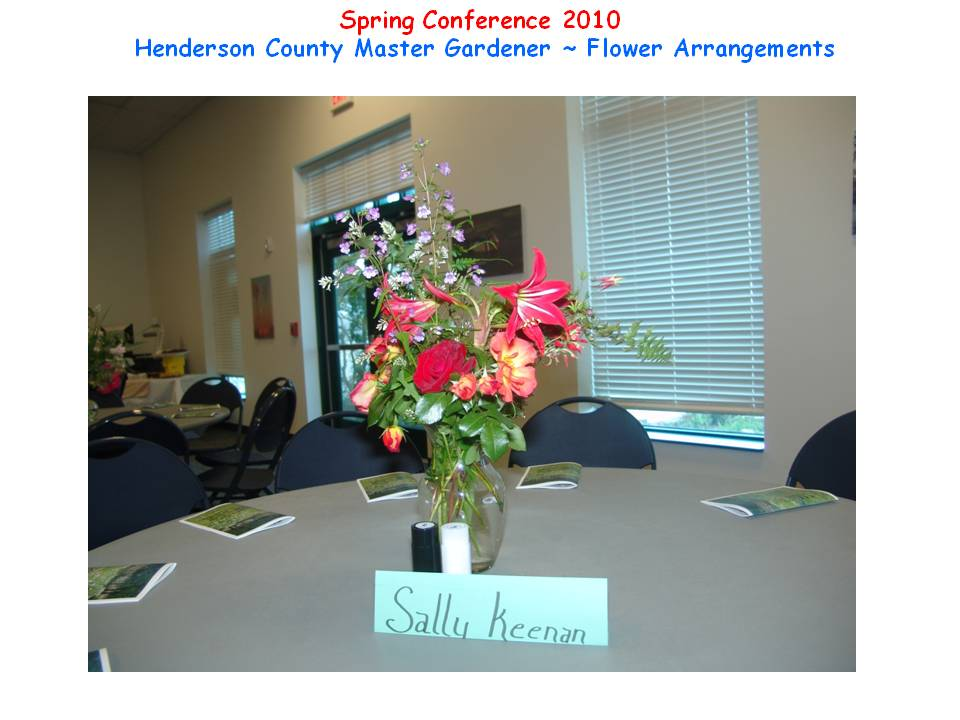 Spring Conference 2010
Henderson County Master Gardener ~ Flower Arrangements
Sally Keenan